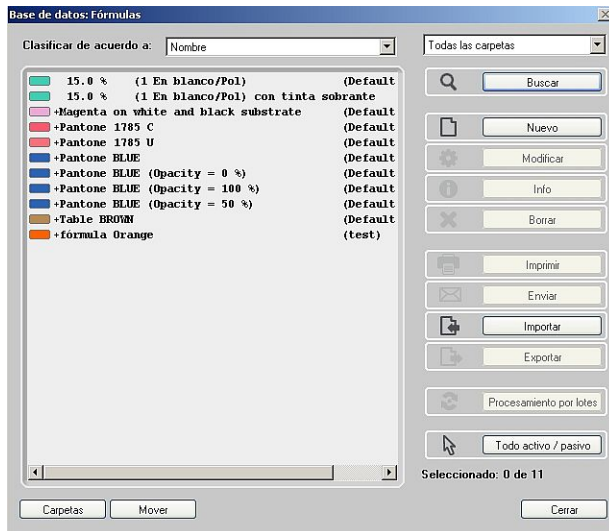 Base de datos: Fórmulas
Clasificar de acuerdo a: Nombre
Todas las carpetas
15.0 % (1 En blanco/Pol) (Default
15.0 % (1 En blanco/Pol) con tinta sobrante
+Magenta on white and black substrate (Default
+Pantone 1785 C (Default
+Pantone 1785 U (Default
+Pantone BLUE (Default
+Pantone BLUE (Opacity = 0 %) (Default
+Pantone BLUE (Opacity = 100 %) (Default
+Pantone BLUE (Opacity = 50 %) (Default
+Table BROWN (Default
+fórmula Orange (test)
Buscar
Nuevo
Modificar
Info
Borrar
Imprimir
Enviar
Importar
Exportar
Procesamiento por lotes
Todo activo / pasivo
Seleccionado: 0 de 11
Carpetas
Mover
Cerrar